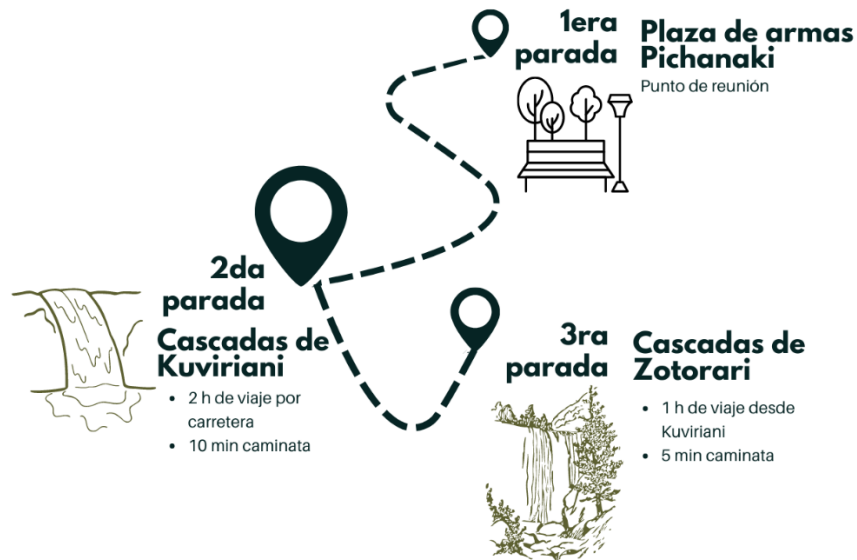 1era
parada
Plaza de armas
Pichanaki
Punto de reunión
2da
parada
Cascadas de
Kuviriani
• 2 h de viaje por
carretera
• 10 min caminata
3ra
parada
Cascadas de
Zotorari
• 1 h de viaje desde
Kuviriani
• 5 min caminata